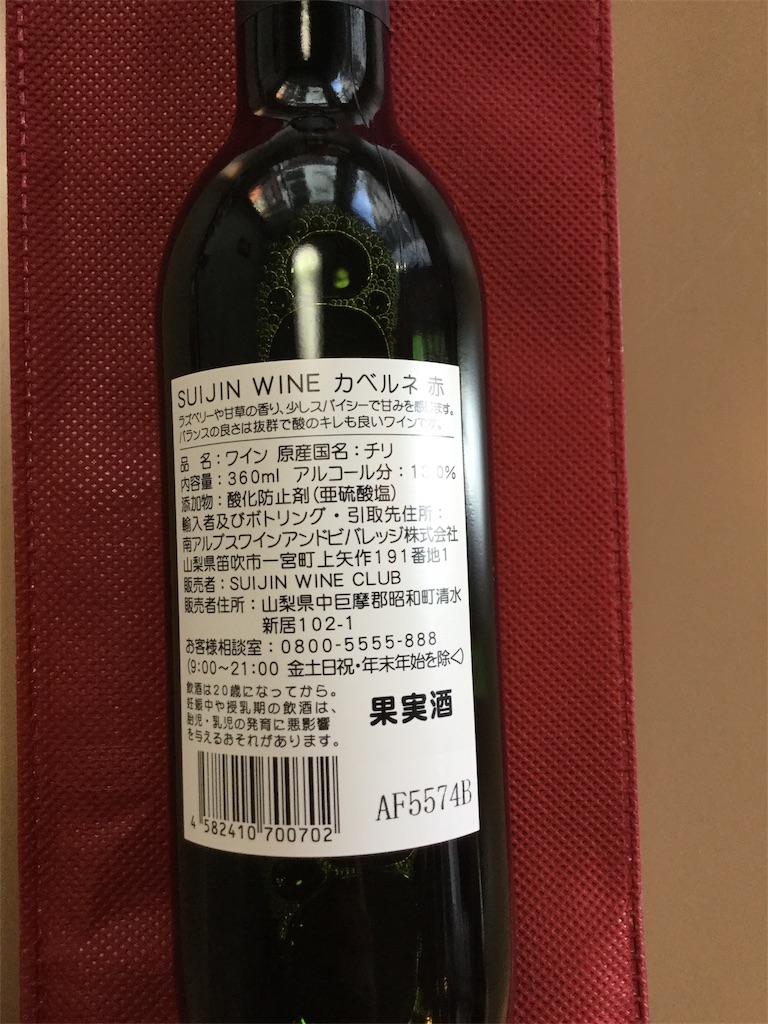 SUIJIN WINE カベルネ 赤
ラズベリーや甘草の香り、少しスパイシーで甘みを感じます。
バランスの良さは抜群で酸のキレも良いワインです。
品 名：ワイン 原産国名：チリ
内容量：360ml アルコール分：
添加物：酸化防止剤（亜硫酸塩）
輸入者及びボトリング・引取先住所：
南アルプスワインアンドビバレッジ株式会社
山梨県笛吹市一宮町上矢作191番地1
販売者：SUIJIN WINE CLUB
販売者住所：山梨県中巨摩郡昭和町清水
新居102-1
お客様相談室：0800-5555-888
（9:00～21:00 金土日祝・年末年始を除く）
飲酒は20歳になってから。
妊娠中や授乳期の飲酒は、
胎児・乳児の発育に悪影響
を与えるおそれがあります。
果実酒
AF5574B
4 582410 700702